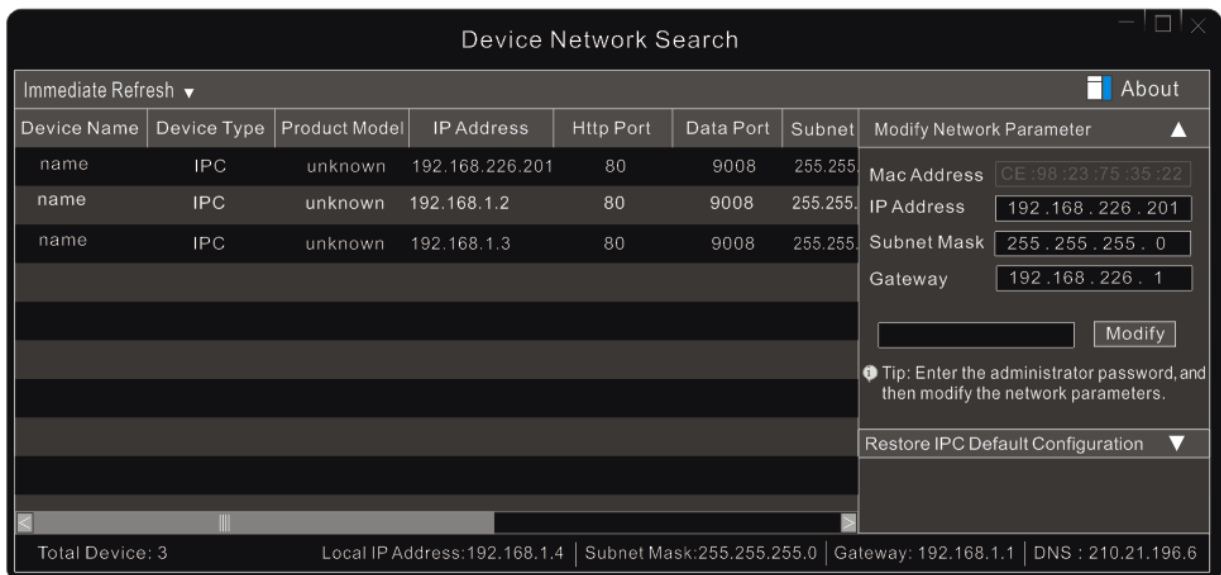 Device Network Search
Immediate Refresh ▼ About
Device Name Device Type Product Model IP Address Http Port Data Port Subnet
name IPC unknown 192.168.226.201 80 9008 255.255.
name IPC unknown 192.168.1.2 80 9008 255.255.
name IPC unknown 192.168.1.3 80 9008 255.255.
Modify Network Parameter ▲
Mac Address CE:98:23:75:35:22
IP Address 192.168.226.201
Subnet Mask 255.255.255.0
Gateway 192.168.226.1
Modify
Tip: Enter the administrator password, and
then modify the network parameters.
Restore IPC Default Configuration ▼
Total Device: 3 Local IP Address:192.168.1.4 Subnet Mask:255.255.255.0 Gateway: 192.168.1.1 DNS : 210.21.196.6